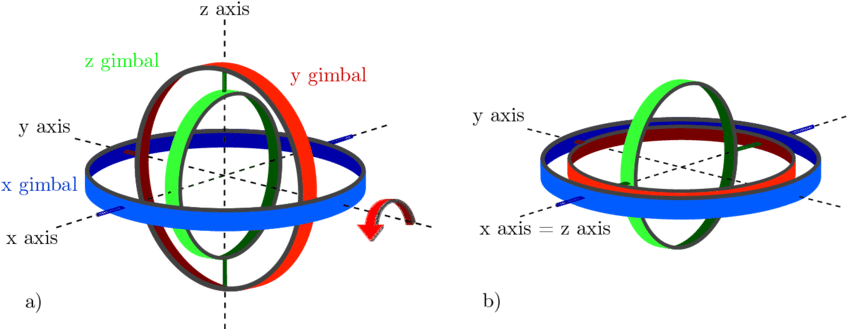 z axis
z gimbal
y gimbal
y axis
x gimbal
x axis
a)
y axis
x axis = z axis
b)